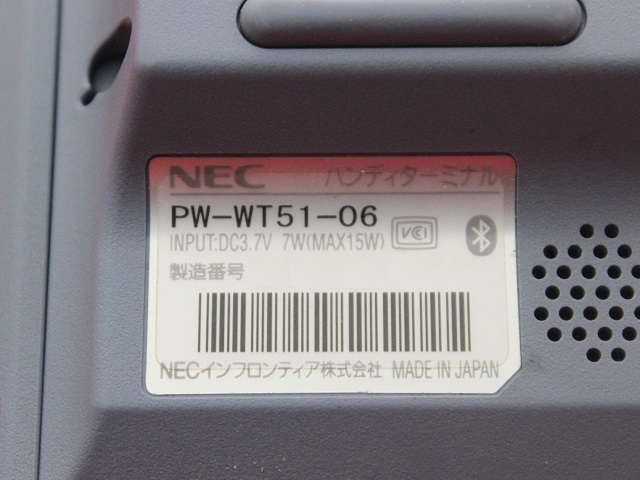 NEC ハンディターミナル
PW-WT51-06
INPUT:DC3.7V 7W(MAX15W) VCCI
製造番号
NECインフロンティア株式会社 MADE IN JAPAN